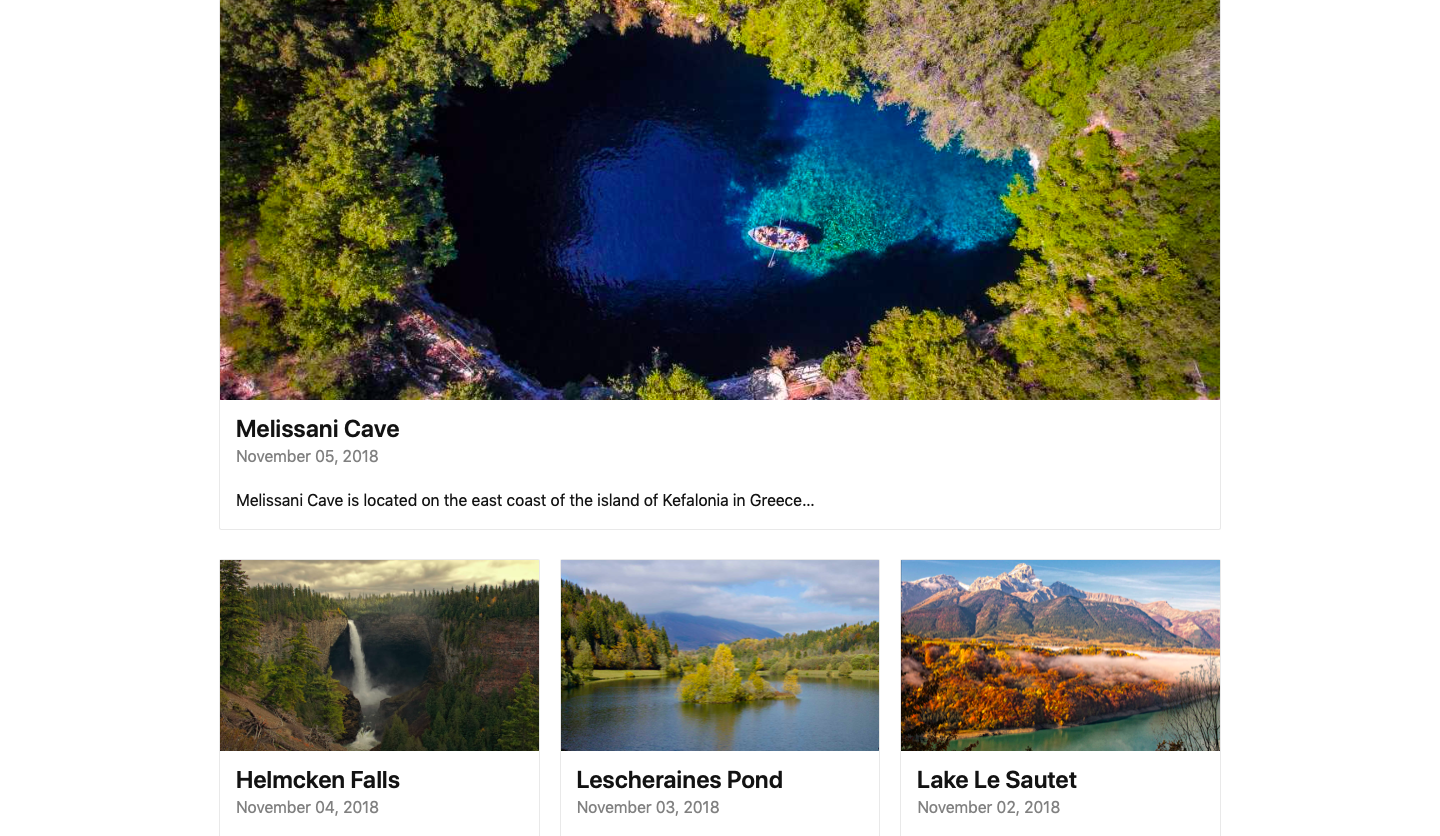 Melissani Cave
November 05, 2018
Melissani Cave is located on the east coast of the island of Kefalonia in Greece...
Helmcken Falls
November 04, 2018
Lescheraines Pond
November 03, 2018
Lake Le Sautet
November 02, 2018